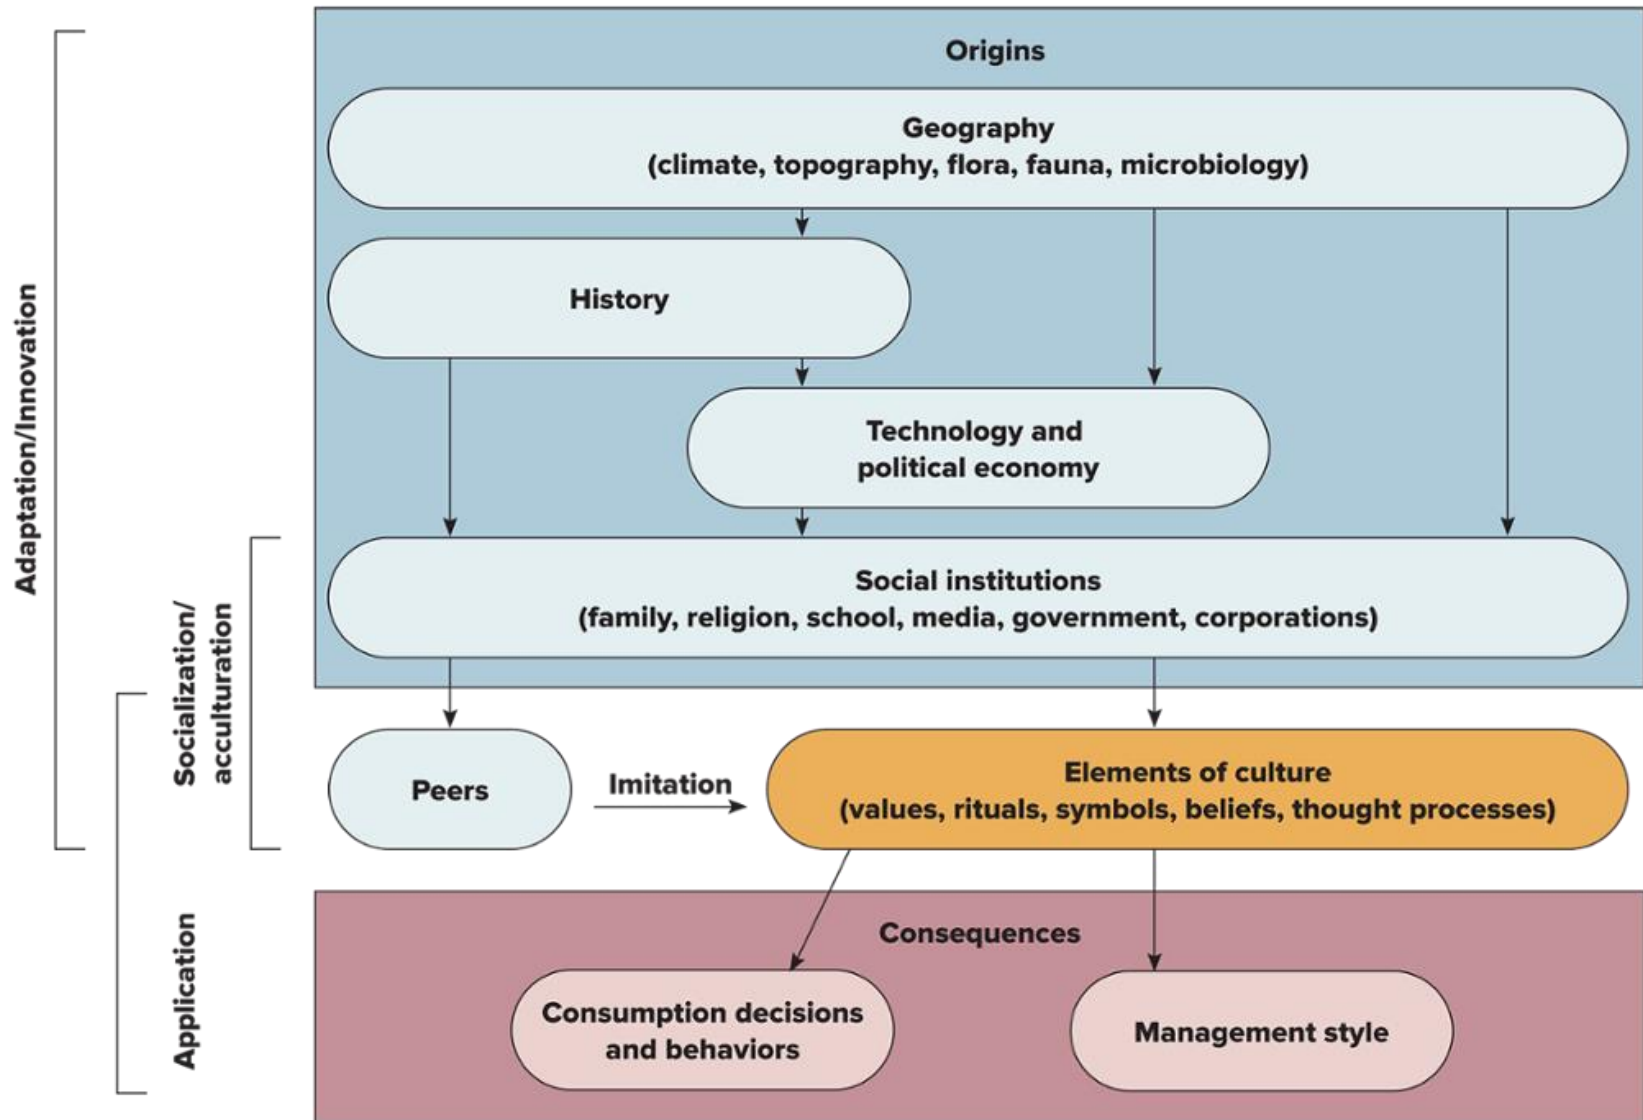 Origins
Geography
(climate, topography, flora, fauna, microbiology)
History
Technology and
political economy
Social institutions
(family, religion, school, media, government, corporations)
Peers
Imitation
Elements of culture
(values, rituals, symbols, beliefs, thought processes)
Consequences
Consumption decisions
and behaviors
Management style
Adaptation/Innovation
Socialization/
acculturation
Application